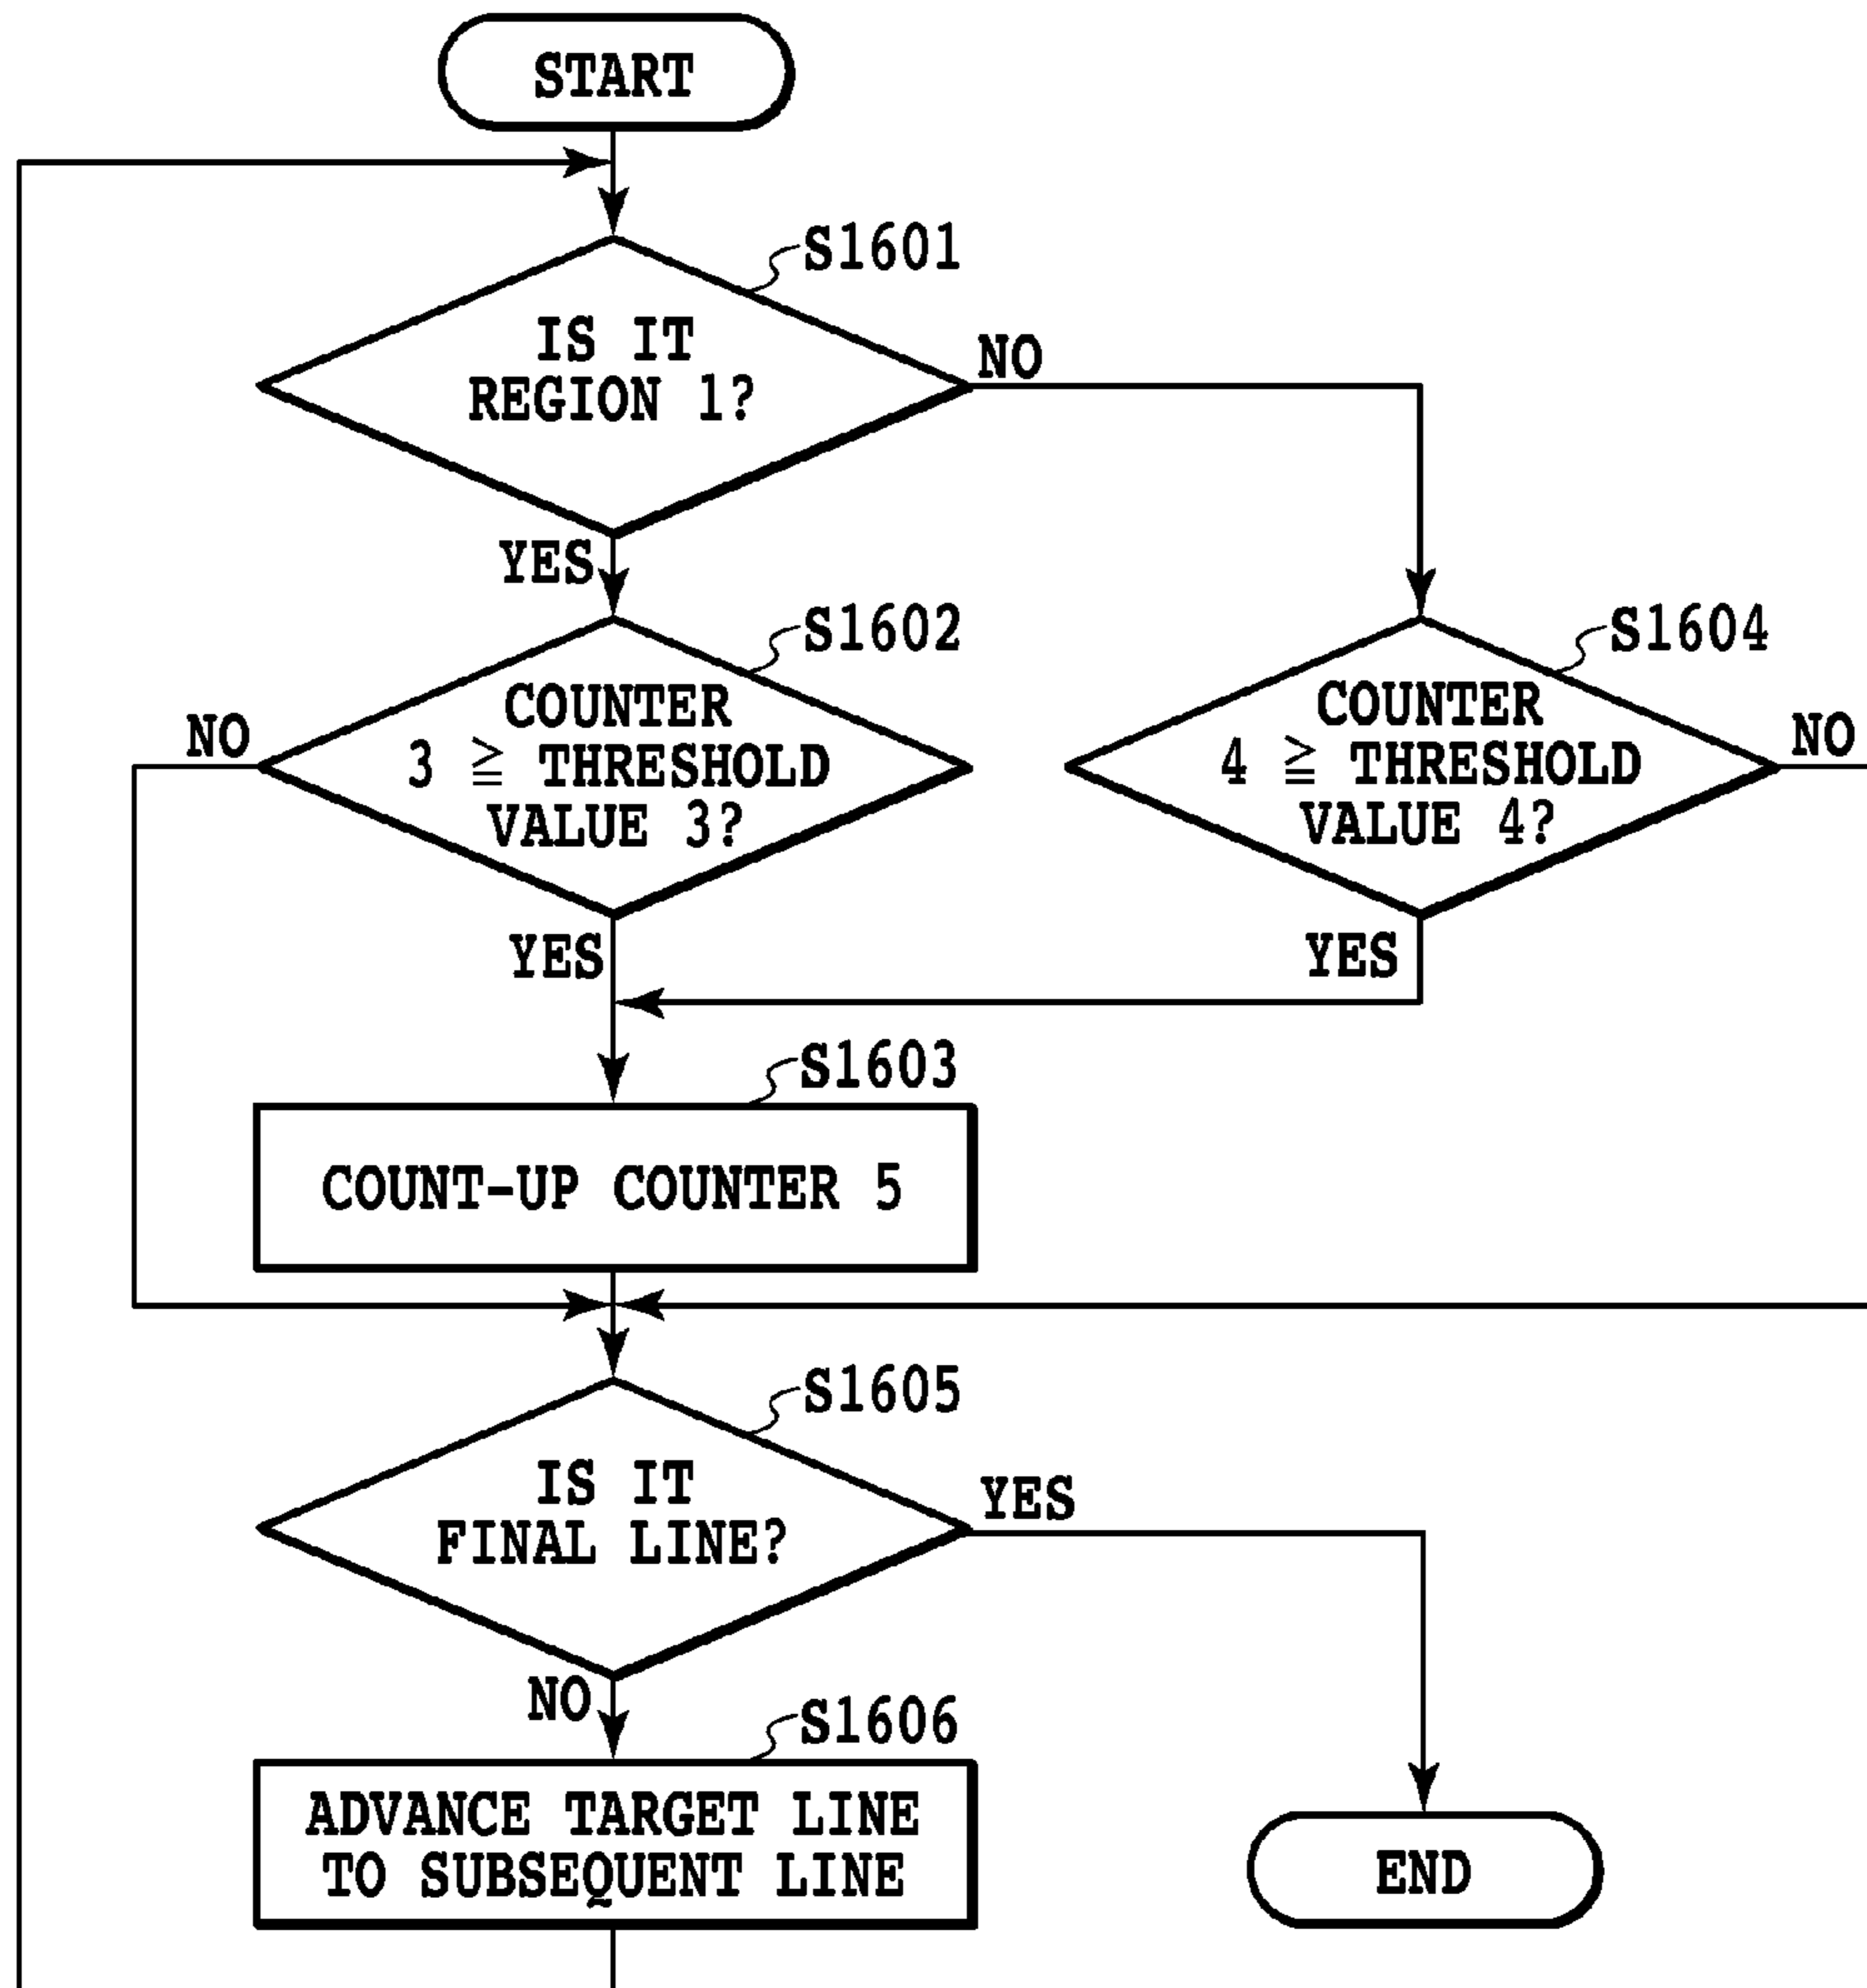 START
S1601
IS IT
REGION 1?
NO
YES
S1602
COUNTER
3 ≧ THRESHOLD
VALUE 3?
NO
YES
S1604
COUNTER
4 ≧ THRESHOLD
VALUE 4?
NO
YES
S1603
COUNT-UP COUNTER 5
S1605
IS IT
FINAL LINE?
YES
NO
S1606
ADVANCE TARGET LINE
TO SUBSEQUENT LINE
END